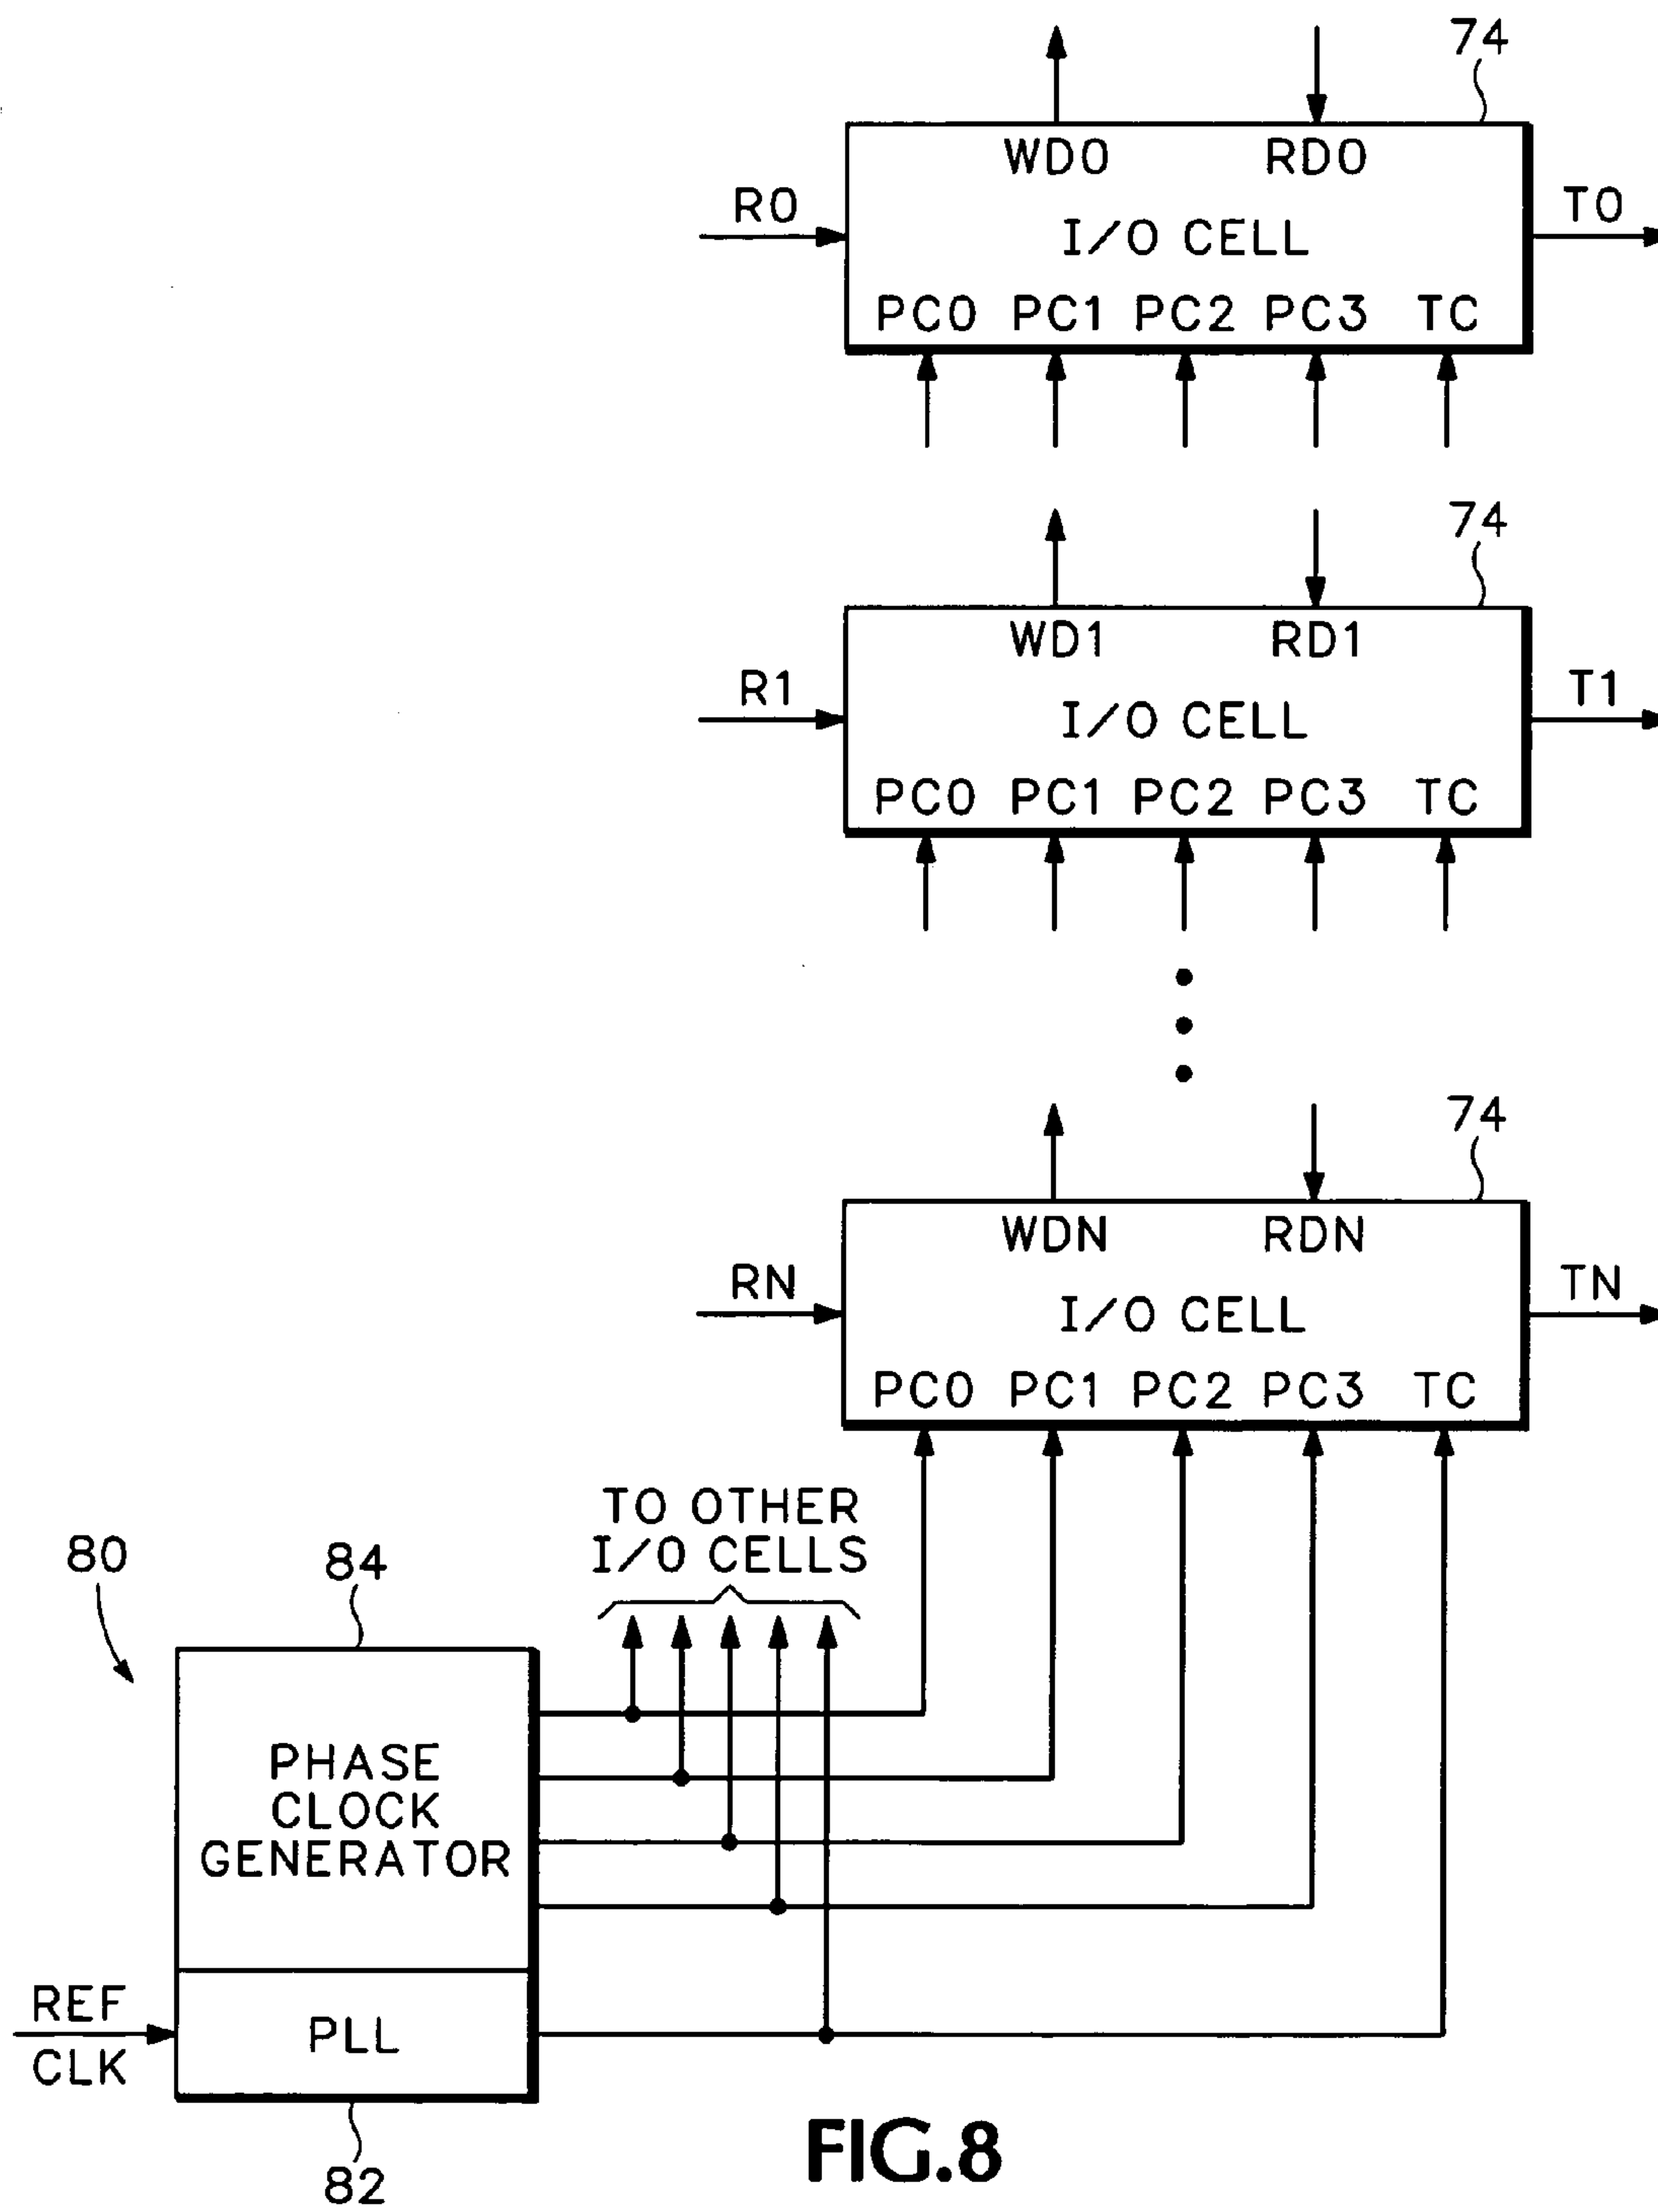 74
WD0 RD0
R0
I/O CELL
T0
PC0 PC1 PC2 PC3 TC
74
WD1 RD1
R1
I/O CELL
T1
PC0 PC1 PC2 PC3 TC
74
WDN RDN
RN
I/O CELL
TN
PC0 PC1 PC2 PC3 TC
TO OTHER
I/O CELLS
80
84
PHASE
CLOCK
GENERATOR
REF
CLK
PLL
82
FIG.8